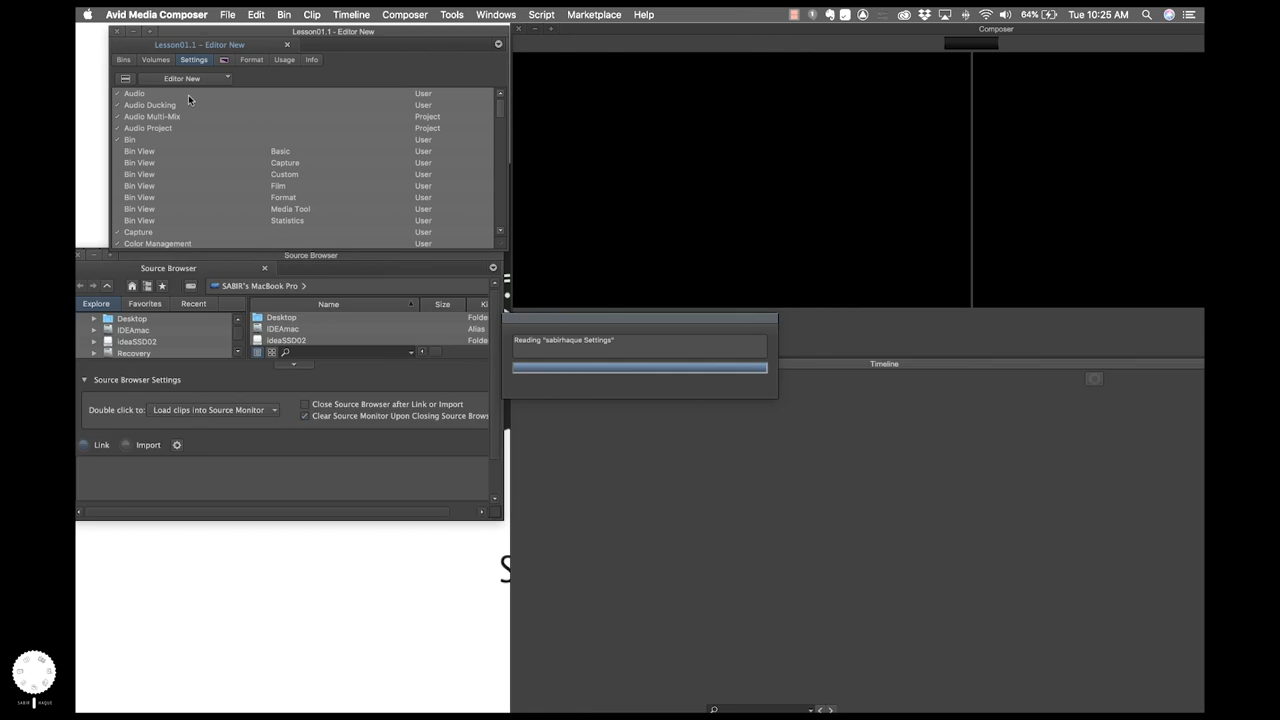 Avid Media Composer File Edit Bin Clip Timeline Composer Tools Windows Script Marketplace Help 64% Tue 10:25 AM
Lesson01.1 - Editor New
Composer
Lesson01.1 - Editor New
Bins Volumes Settings Format Usage Info
Editor New
Audio User
Audio Ducking User
Audio Multi-Mix Project
Audio Project Project
Bin User
Bin View Basic User
Bin View Capture User
Bin View Custom User
Bin View Film User
Bin View Format User
Bin View Media Tool User
Bin View Statistics User
Capture User
Color Management User
Source Browser
Source Browser
SABIR's MacBook Pro
Explore Favorites Recent Name Size Ki
Desktop Desktop Folde
IDEAmac IDEAmac Alias
ideaSSD02 ideaSSD02 Folde
Recovery
Reading "sabirhaque Settings"
Timeline
Source Browser Settings
Double click to: Load clips into Source Monitor
Close Source Browser after Link or Import
Clear Source Monitor Upon Closing Source Brows
Link Import
S
SABIR HAQUE